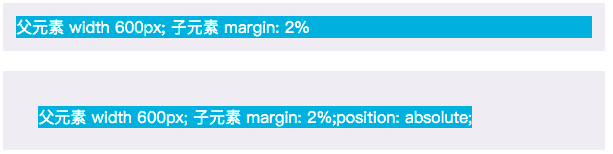 父元素 width 600px; 子元素 margin: 2%
父元素 width 600px; 子元素 margin: 2%;position: absolute;